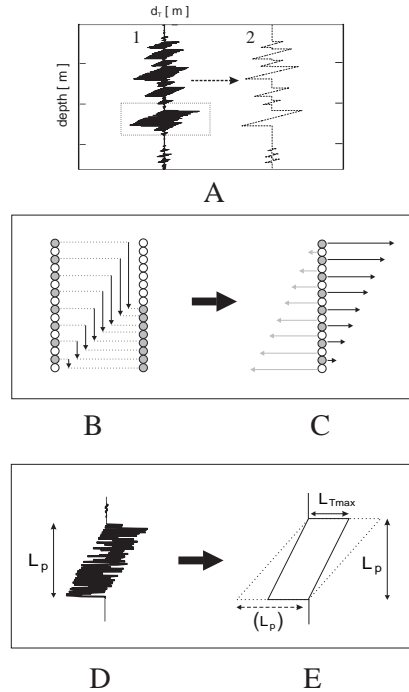 d_T [ m ]
1
2
depth [ m ]
A
B
C
L_Tmax
L_p
L_p
(L_p)
D
E